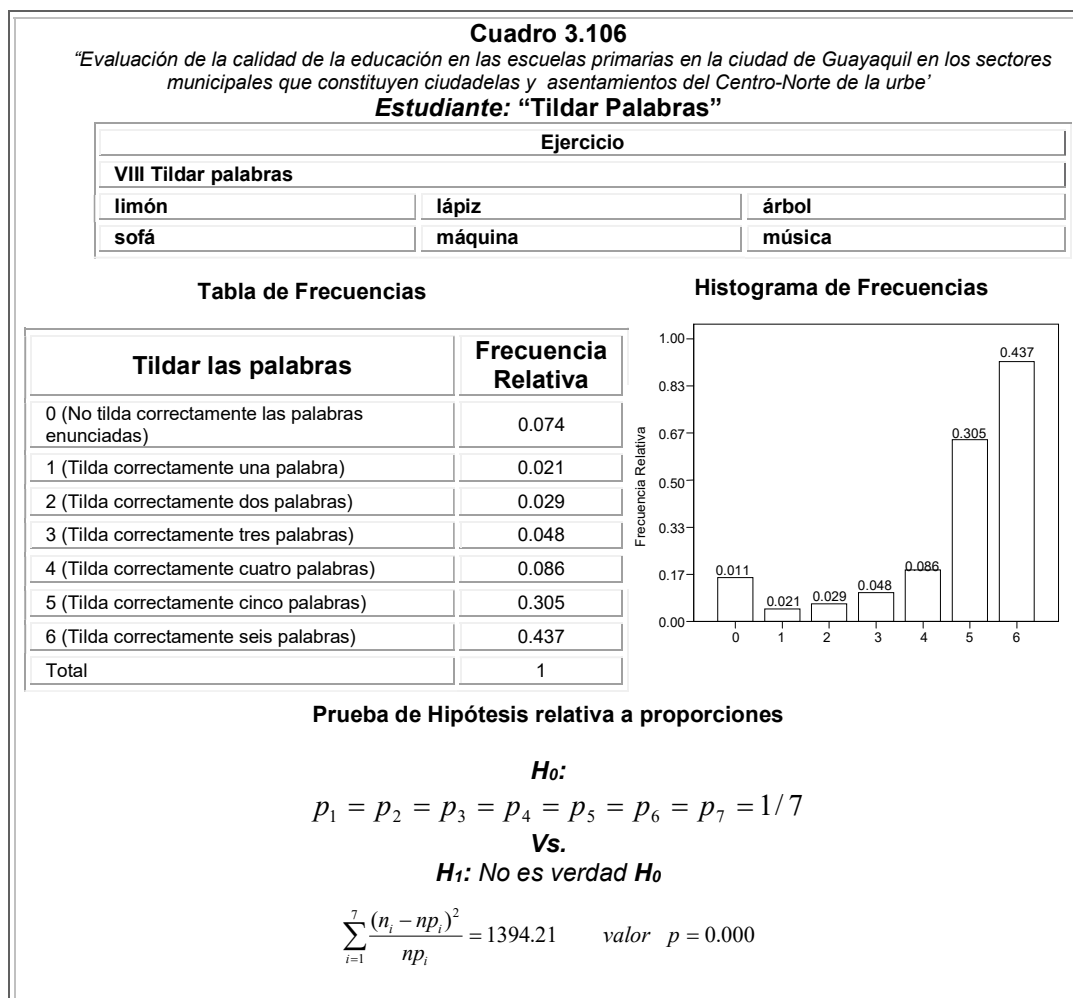 Cuadro 3.106
“Evaluación de la calidad de la educación en las escuelas primarias en la ciudad de Guayaquil en los sectores
municipales que constituyen ciudadelas y asentamientos del Centro-Norte de la urbe’
Estudiante: “Tildar Palabras”
Ejercicio
VIII Tildar palabras
limón lápiz árbol
sofá máquina música
Tabla de Frecuencias
Tildar las palabras Frecuencia
Relativa
0 (No tilda correctamente las palabras
enunciadas) 0.074
1 (Tilda correctamente una palabra) 0.021
2 (Tilda correctamente dos palabras) 0.029
3 (Tilda correctamente tres palabras) 0.048
4 (Tilda correctamente cuatro palabras) 0.086
5 (Tilda correctamente cinco palabras) 0.305
6 (Tilda correctamente seis palabras) 0.437
Total 1
Histograma de Frecuencias
Frecuencia Relativa
1.00
0.83
0.67
0.50
0.33
0.17
0.00
0.011 0.021 0.029 0.048 0.086 0.305 0.437
0 1 2 3 4 5 6
Prueba de Hipótesis relativa a proporciones
H₀:
p₁ = p₂ = p₃ = p₄ = p₅ = p₆ = p₇ = 1/7
Vs.
H₁: No es verdad H₀
∑_{i=1}^{7} (nᵢ − npᵢ)² / npᵢ = 1394.21 valor p = 0.000